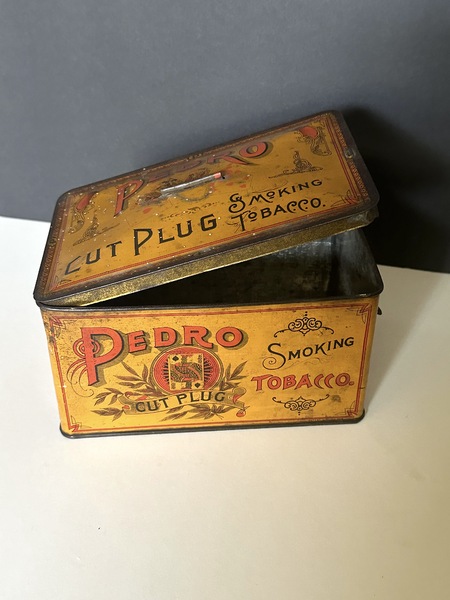 PEDRO
CUT PLUG
SMOKING
TOBACCO.
PEDRO
CUT PLUG
SMOKING
TOBACCO.